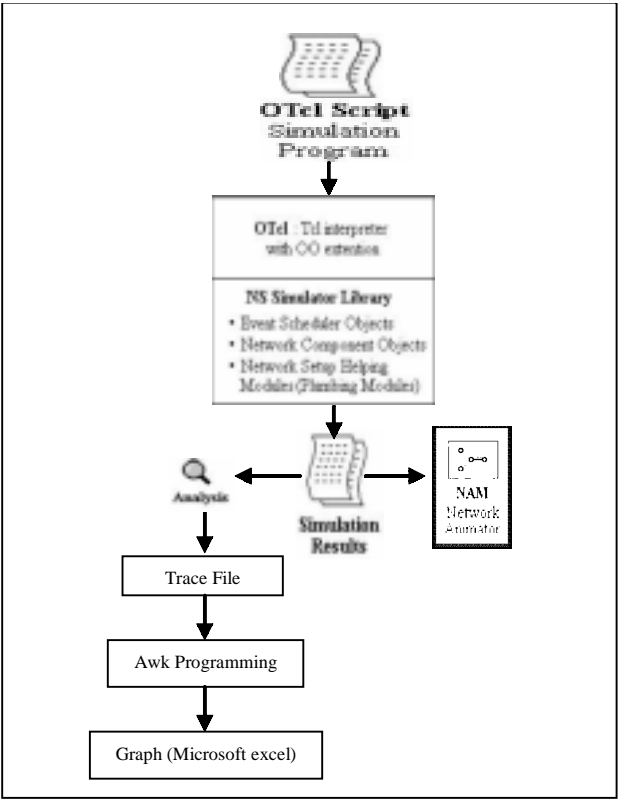 OTcl Script
Simulation
Program
OTcl : Tcl interpreter
with OO extention
NS Simulator Library
• Event Scheduler Objects
• Network Component Objects
• Network Setup Helping
Modules (Plumbing Modules)
Analysis
Simulation
Results
NAM
Network
Animator
Trace File
Awk Programming
Graph (Microsoft excel)